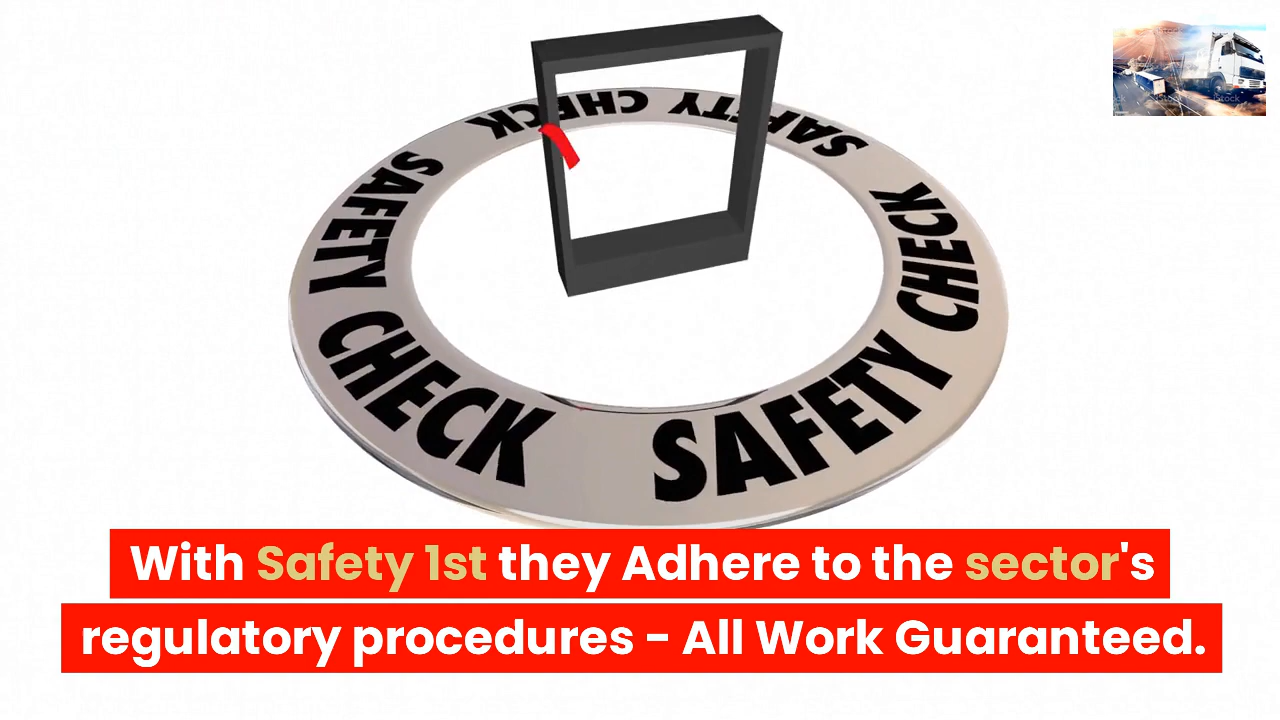 SAFETY CHECK
SAFETY CHECK
SAFETY CHECK
SAFETY CHECK
iStock
With Safety 1st they Adhere to the sector's
regulatory procedures - All Work Guaranteed.